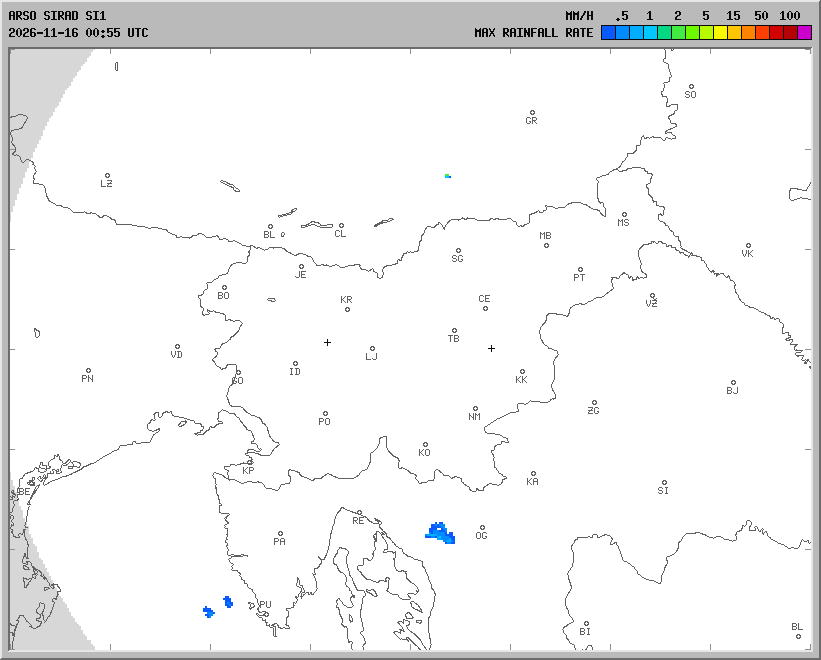 ARSO SIRAD SI1
2026-11-16 00:55 UTC
MM/H .5 1 2 5 15 50 100
MAX RAINFALL RATE
SO
GR
LZ
MS
BL
CL
MB
VK
SG
JE
PT
BO
KR
CE
VZ
TB
VD
LJ
ID
PN
GO
KK
BJ
NM
ZG
PO
KO
KP
KA
BE
SI
RE
OG
PA
PU
BI
BL